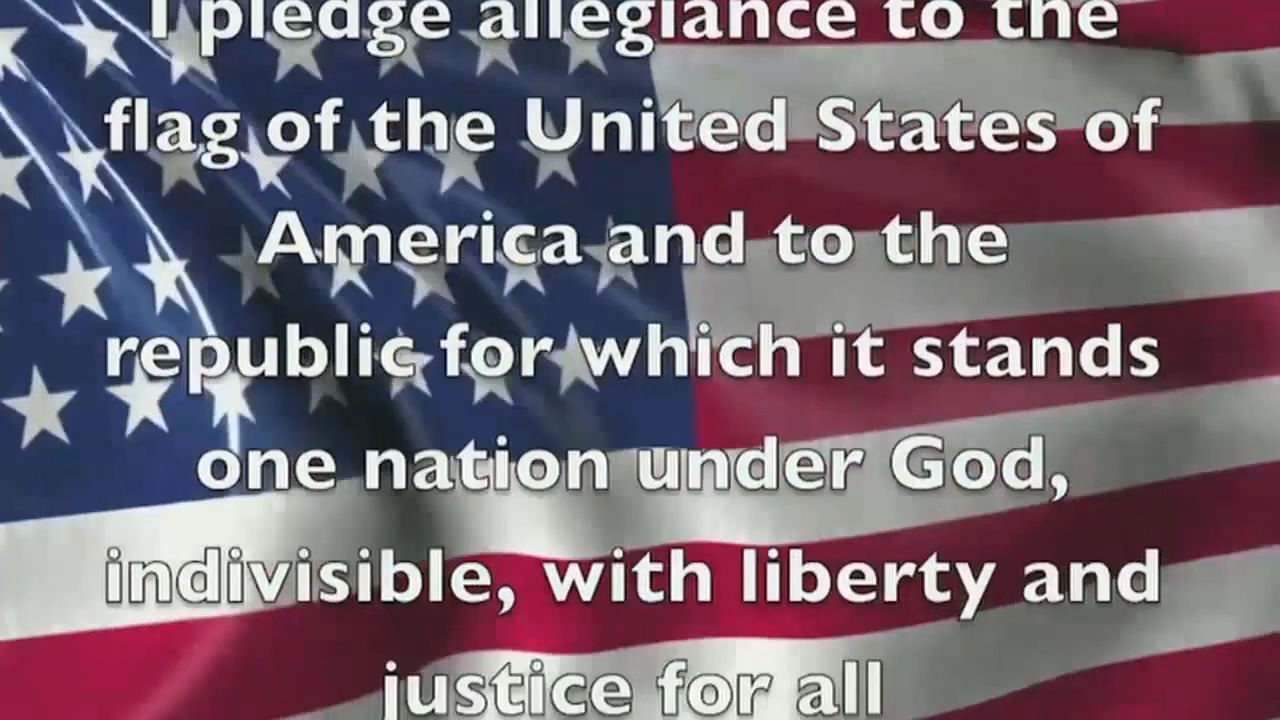 I pledge allegiance to the
flag of the United States of
America and to the
republic for which it stands
one nation under God,
indivisible, with liberty and
justice for all